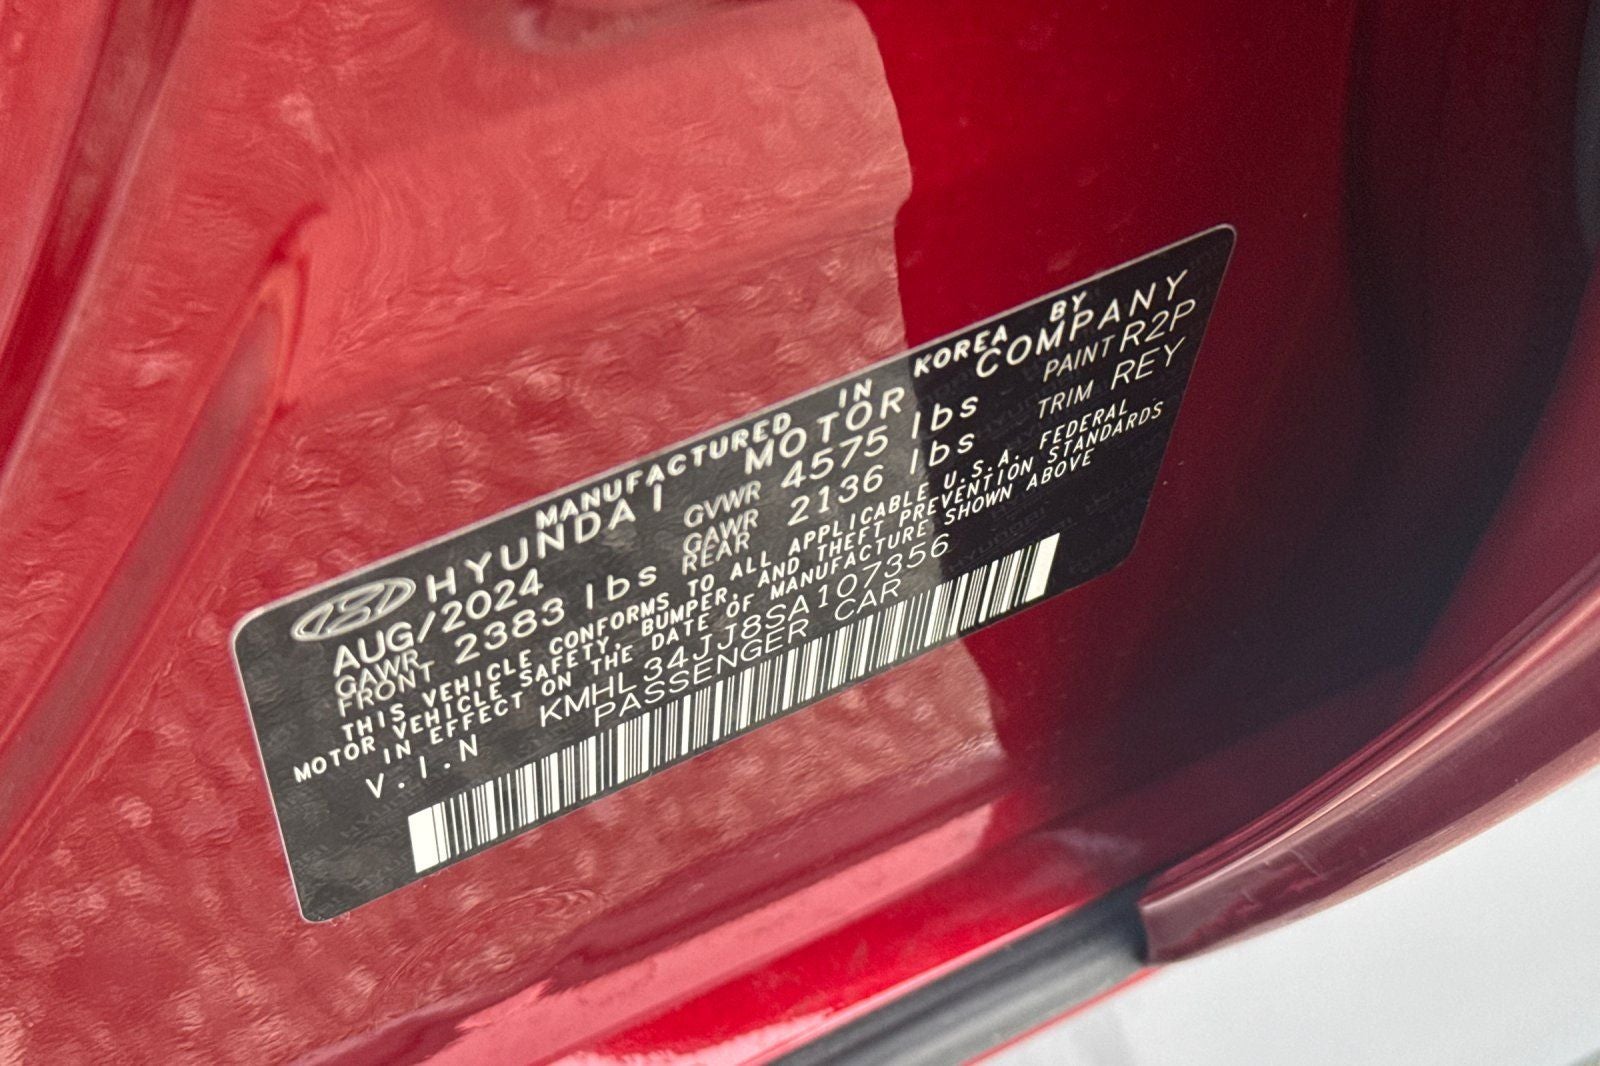 MANUFACTURED IN KOREA BY
HYUNDAI MOTOR COMPANY
AUG/2024 GVWR 4575 lbs PAINT R2P
GAWR FRONT 2383 lbs GAWR REAR 2136 lbs TRIM REY
THIS VEHICLE CONFORMS TO ALL APPLICABLE U.S.A. FEDERAL
MOTOR VEHICLE SAFETY, BUMPER, AND THEFT PREVENTION STANDARDS
IN EFFECT ON THE DATE OF MANUFACTURE SHOWN ABOVE
V.I.N KMHL34JJ8SA107356
PASSENGER CAR